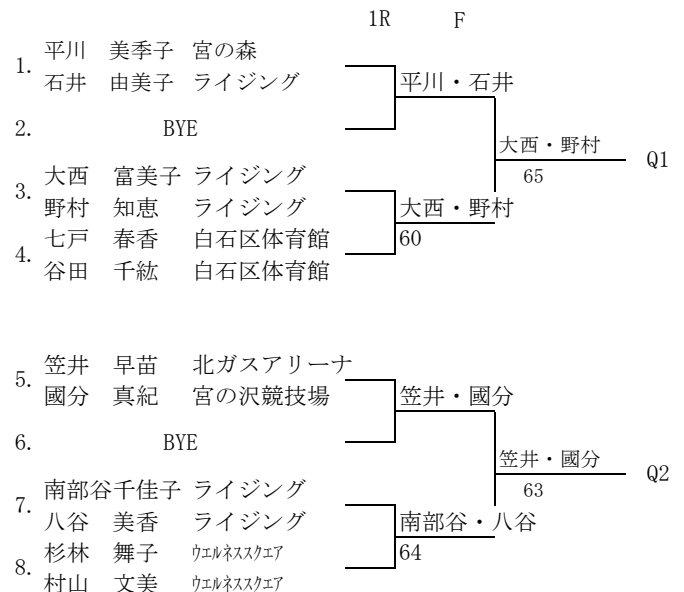 1R F
1. 平川 美季子 宮の森
石井 由美子 ライジング
平川・石井
2. BYE
大西・野村 Q1
65
3. 大西 富美子 ライジング
野村 知恵 ライジング
大西・野村
4. 七戸 春香 白石区体育館
60
谷田 千紘 白石区体育館
5. 笠井 早苗 北ガスアリーナ
國分 真紀 宮の沢競技場
笠井・國分
6. BYE
笠井・國分 Q2
63
7. 南部谷千佳子 ライジング
八谷 美香 ライジング
南部谷・八谷
8. 杉林 舞子 ウエルネススクエア
64
村山 文美 ウエルネススクエア